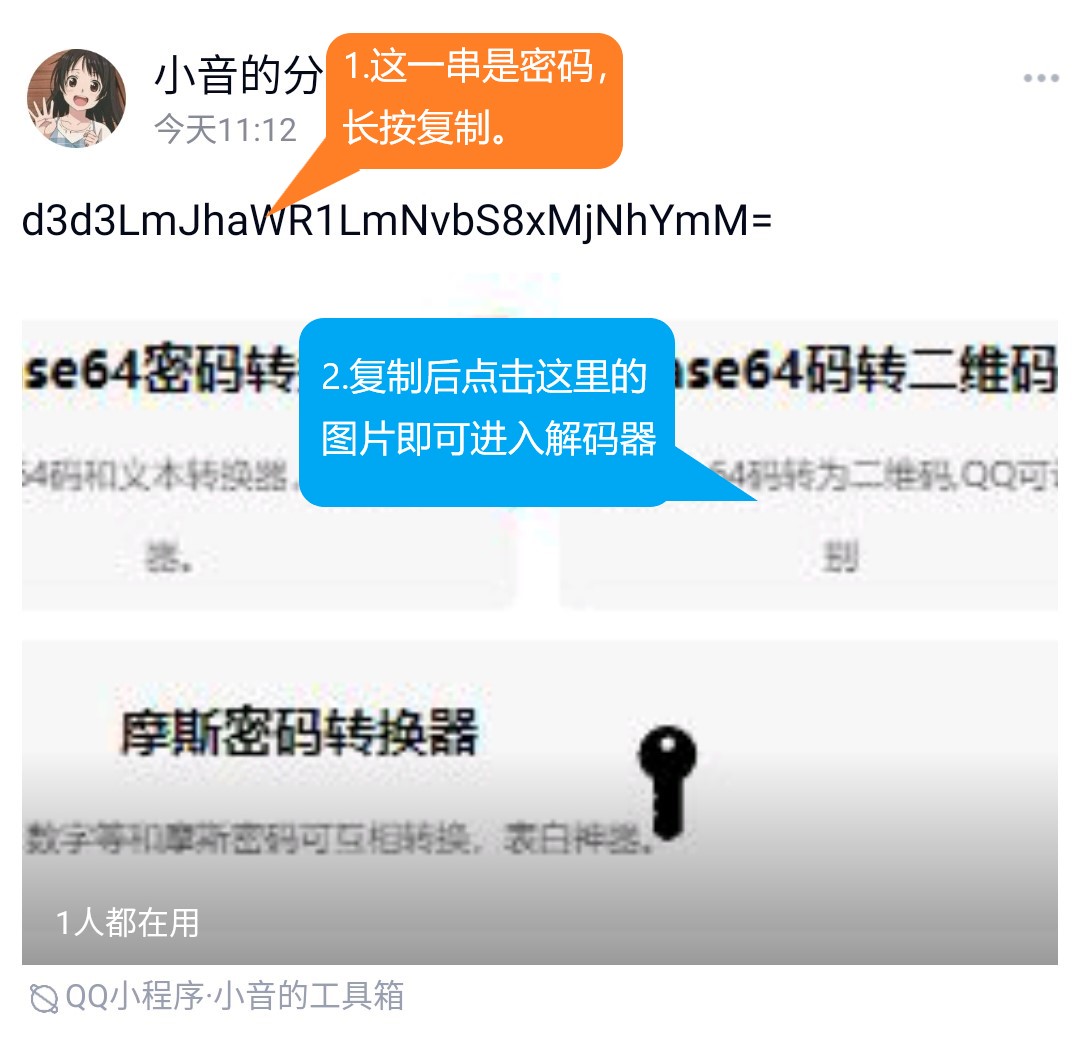 小音的分
今天11:12
1.这一串是密码，
长按复制。
d3d3LmJhaWR1LmNvbS8xMjNhYmM=
se64密码转
2.复制后点击这里的
图片即可进入解码器
ase64码转二维码
64码和文本转换器，
器。
64码转为二维码,QQ可
别
摩斯密码转换器
数字等和摩斯密码可互相转换，表白神器。
1人都在用
QQ小程序·小音的工具箱